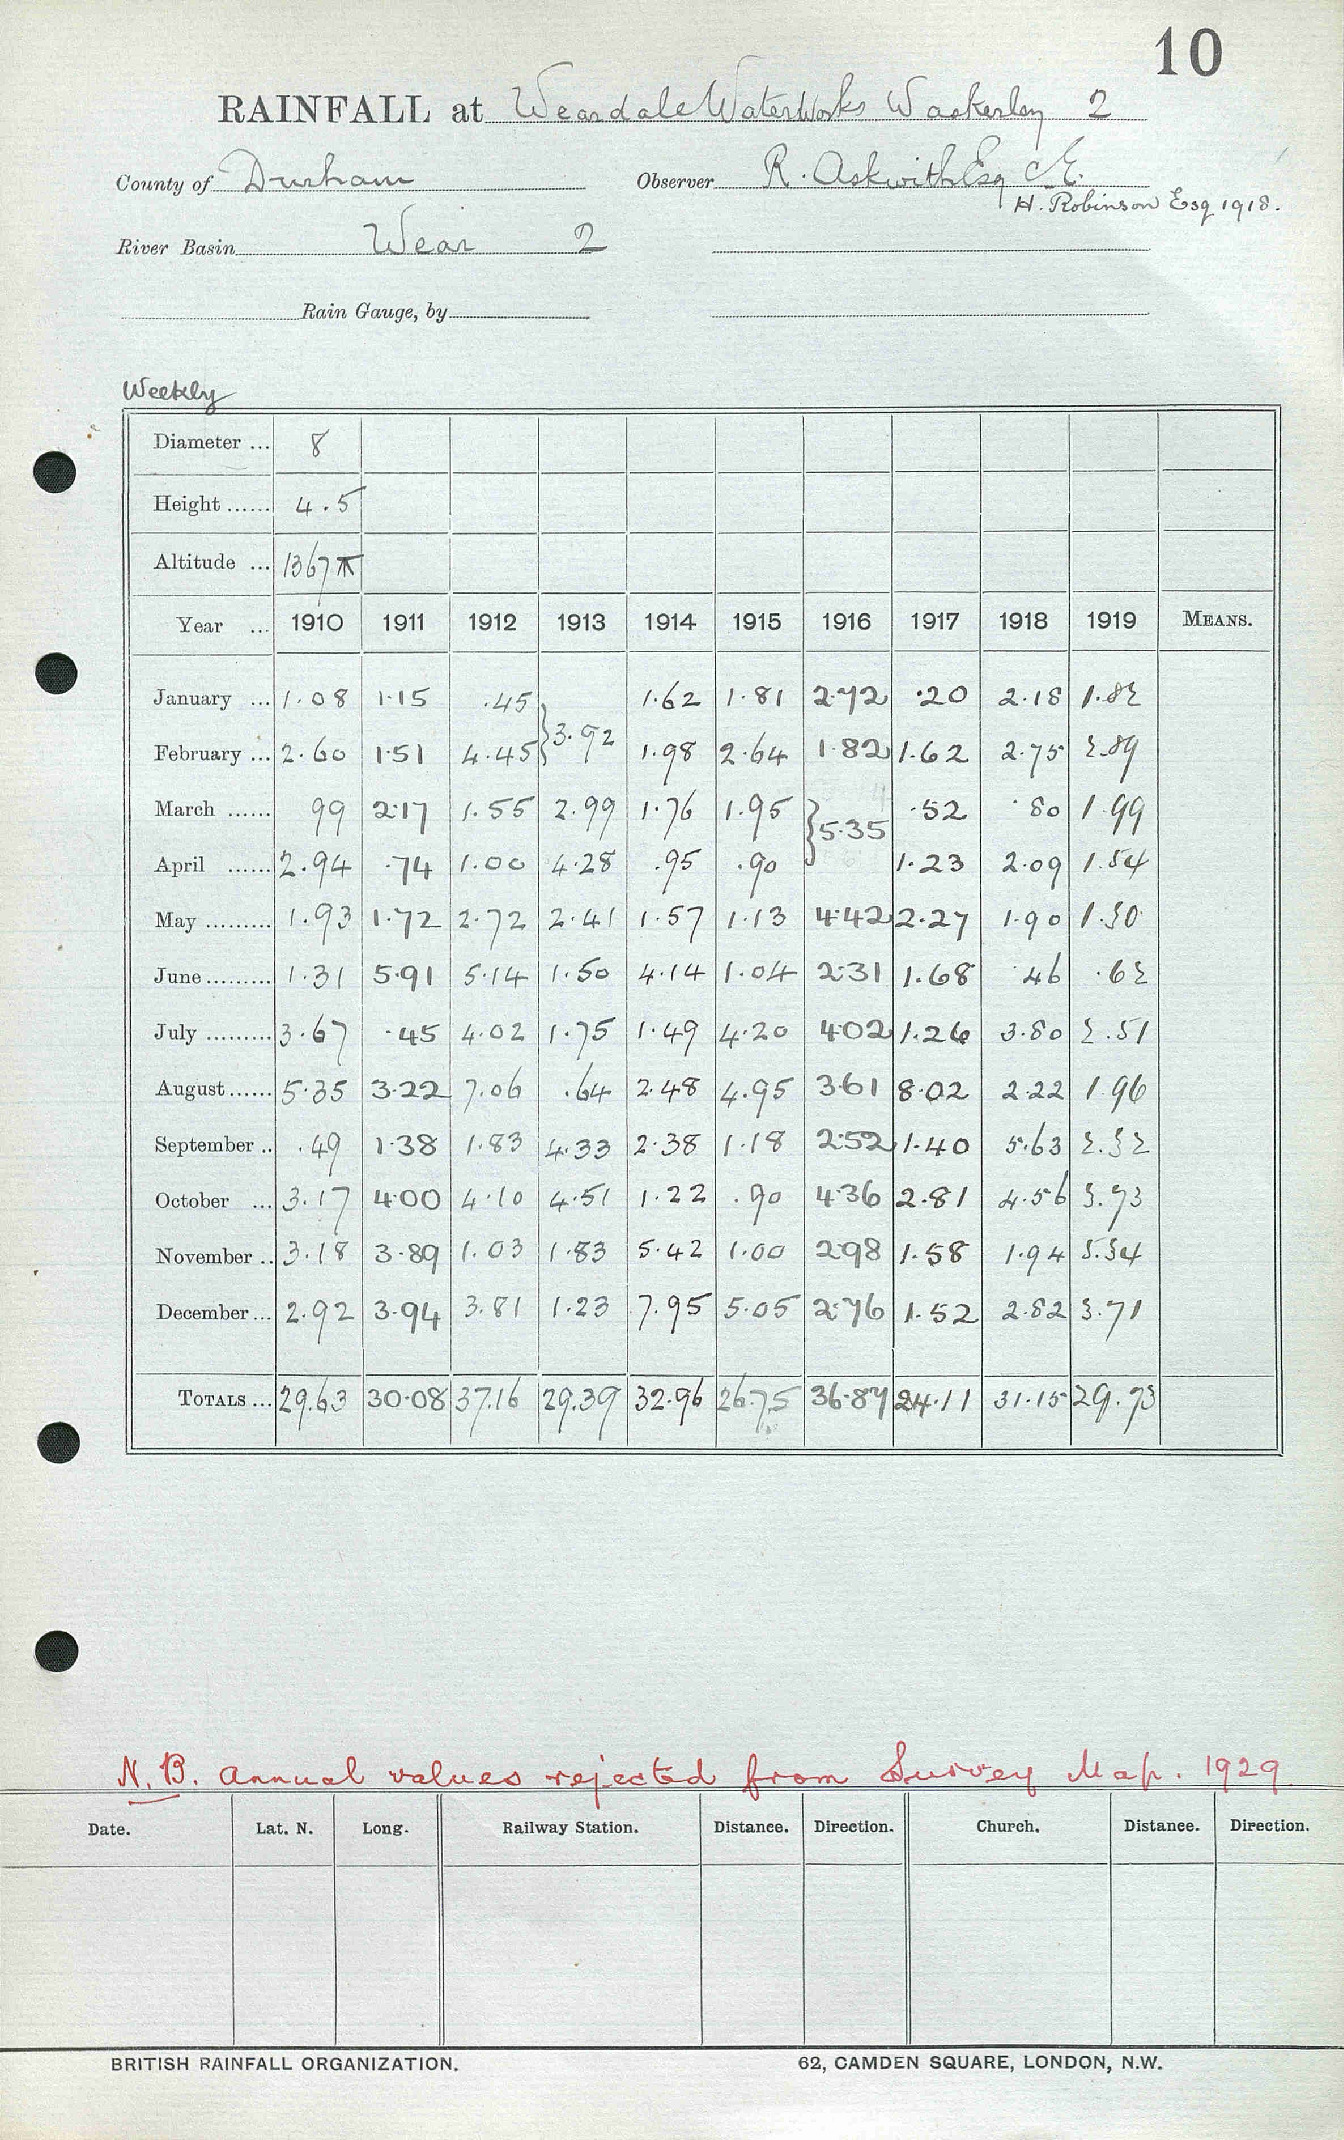 10
RAINFALL at Weardale Waterworks Waskerley 2
County of Durham Observer R. Askwith Esq C.E.
H. Robinson Esq 1918.
River Basin Wear 2
Rain Gauge, by
Weekly
Diameter ... 8
Height ...... 4.5
Altitude ... 1367
Year ... 1910 1911 1912 1913 1914 1915 1916 1917 1918 1919 MEANS.
January ... 1.08 1.15 .45 1.62 1.81 2.72 .20 2.18 1.82
February ... 2.60 1.51 4.45 } 3.92 1.98 2.64 1.82 1.62 2.75 2.89
March ...... 99 2.17 1.55 2.99 1.76 1.95 } 5.35 .52 .80 1.99
April ...... 2.94 .74 1.00 4.28 .95 .90 1.23 2.09 1.54
May ......... 1.93 1.72 2.72 2.41 1.57 1.13 4.42 2.27 1.90 1.30
June ......... 1.31 5.91 5.14 1.50 4.14 1.04 2.31 1.68 .46 .62
July ......... 3.67 .45 4.02 1.75 1.49 4.20 4.02 1.26 3.80 2.51
August ...... 5.35 3.22 7.06 .64 2.48 4.95 3.61 8.02 2.22 1.96
September .. .49 1.38 1.83 4.33 2.38 1.18 2.52 1.40 5.63 2.32
October ... 3.17 4.00 4.10 4.51 1.22 .90 4.36 2.81 4.56 3.73
November .. 3.18 3.89 1.03 1.83 5.42 1.00 2.98 1.58 1.94 5.34
December ... 2.92 3.94 3.81 1.23 7.95 5.05 2.76 1.52 2.82 3.71
TOTALS ... 29.63 30.08 37.16 29.39 32.96 26.75 36.87 24.11 31.15 29.73
N.B. Annual values rejected from Survey Map. 1929
Date. Lat. N. Long. Railway Station. Distance. Direction. Church. Distance. Direction.
BRITISH RAINFALL ORGANIZATION. 62, CAMDEN SQUARE, LONDON, N.W.